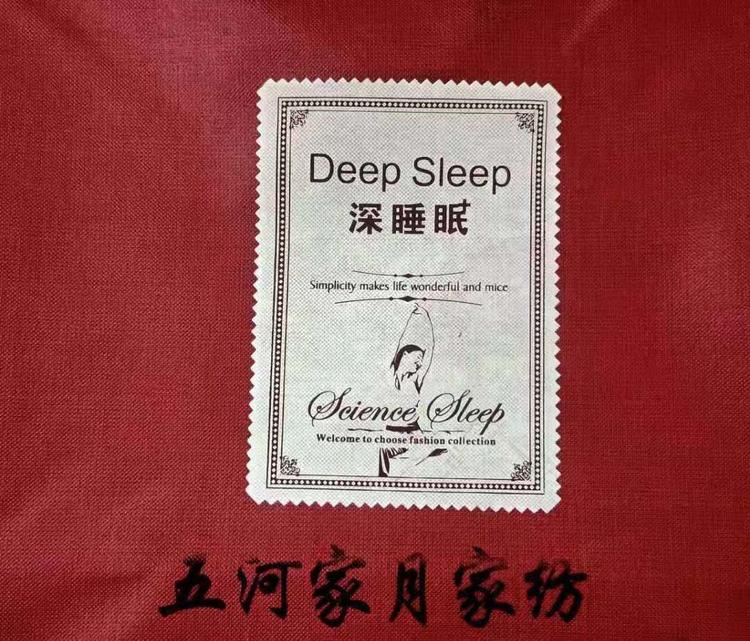 Deep Sleep
深睡眠
Simplicity makes life wonderful and mice
Science Sleep
Welcome to choose fashion collection
五河家月家纺